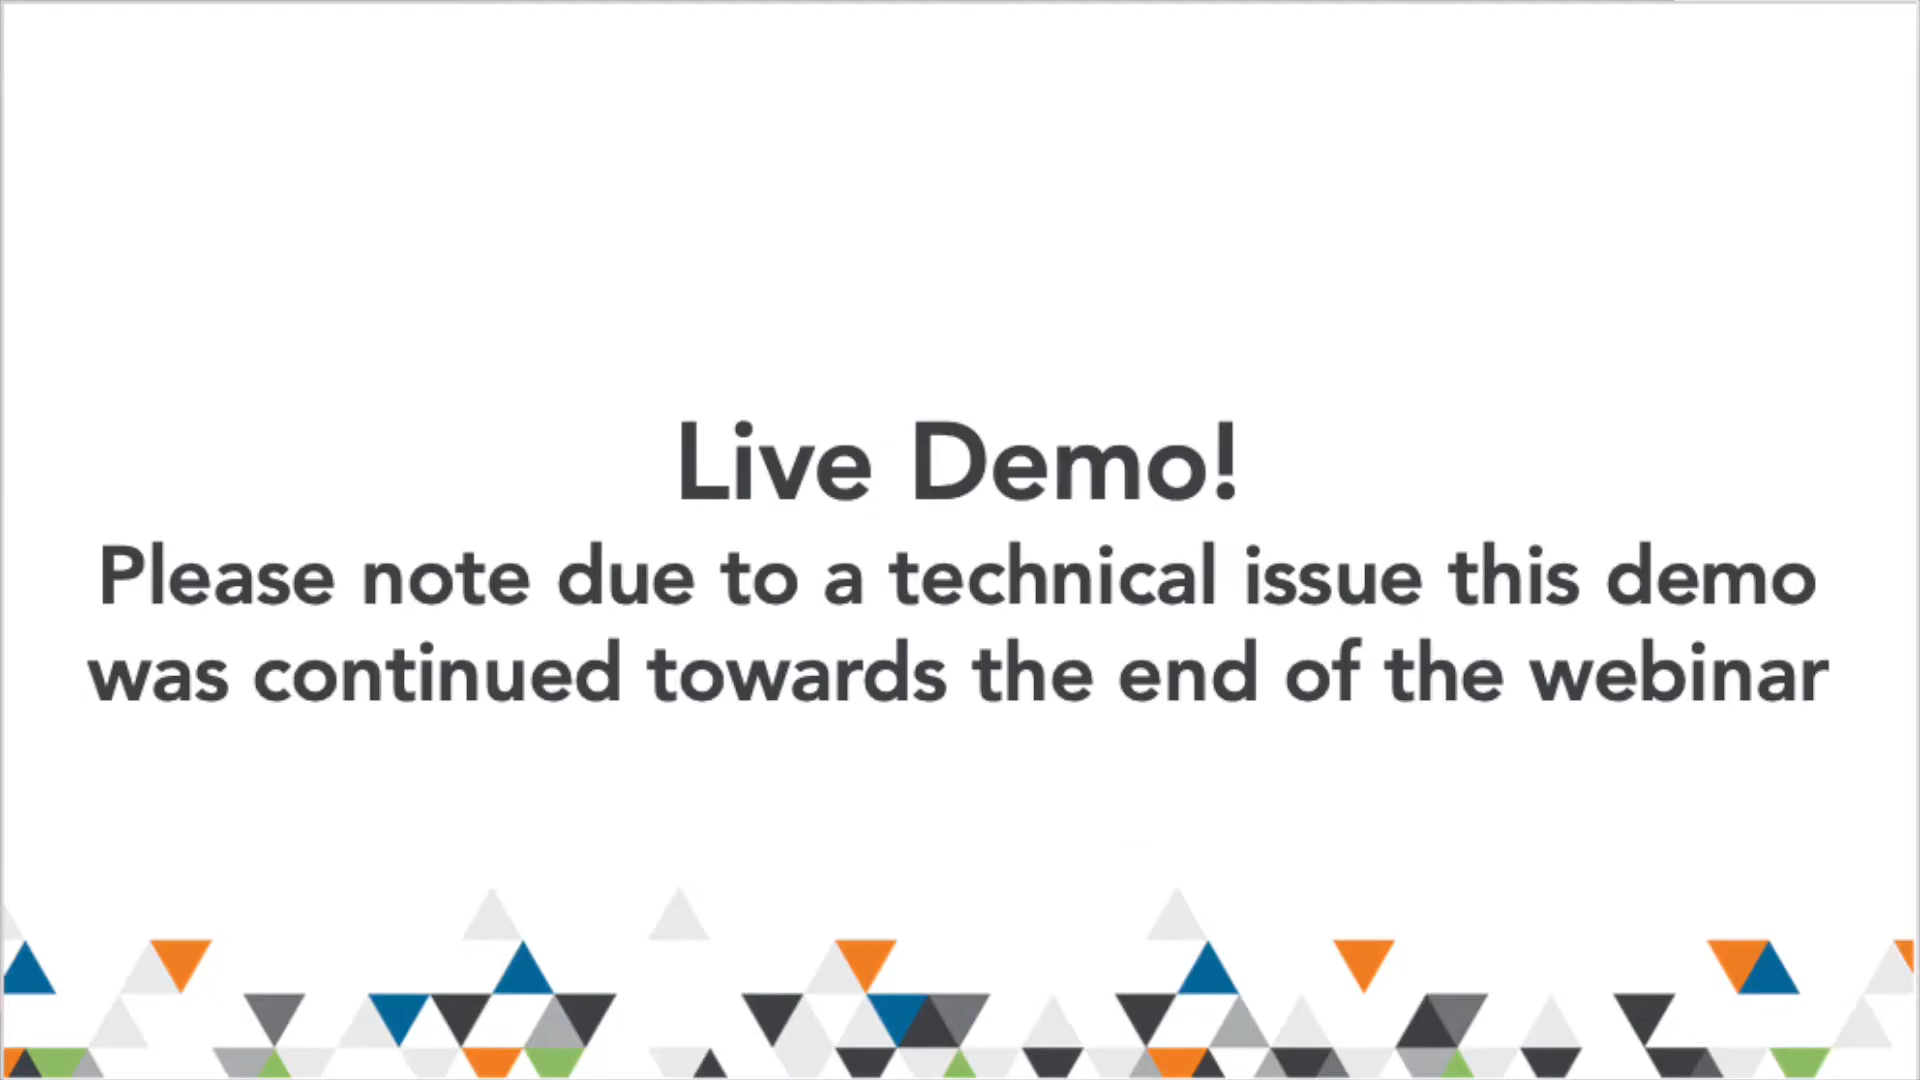 Live Demo!
Please note due to a technical issue this demo
was continued towards the end of the webinar